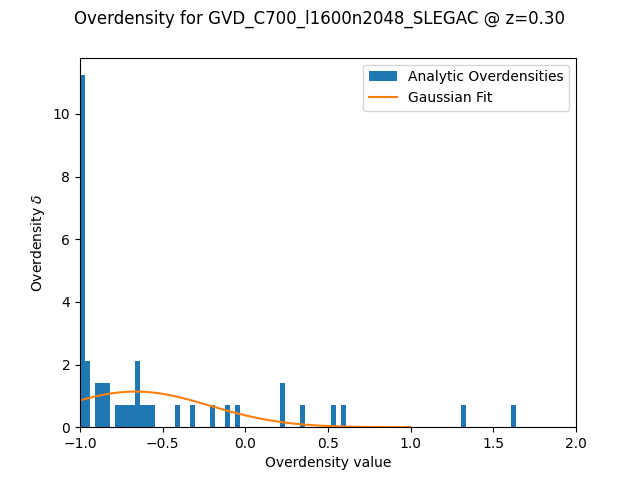 Overdensity for GVD_C700_l1600n2048_SLEGAC @ z=0.30
Analytic Overdensities
Gaussian Fit
Overdensity δ
10
8
6
4
2
0
−1.0 −0.5 0.0 0.5 1.0 1.5 2.0
Overdensity value